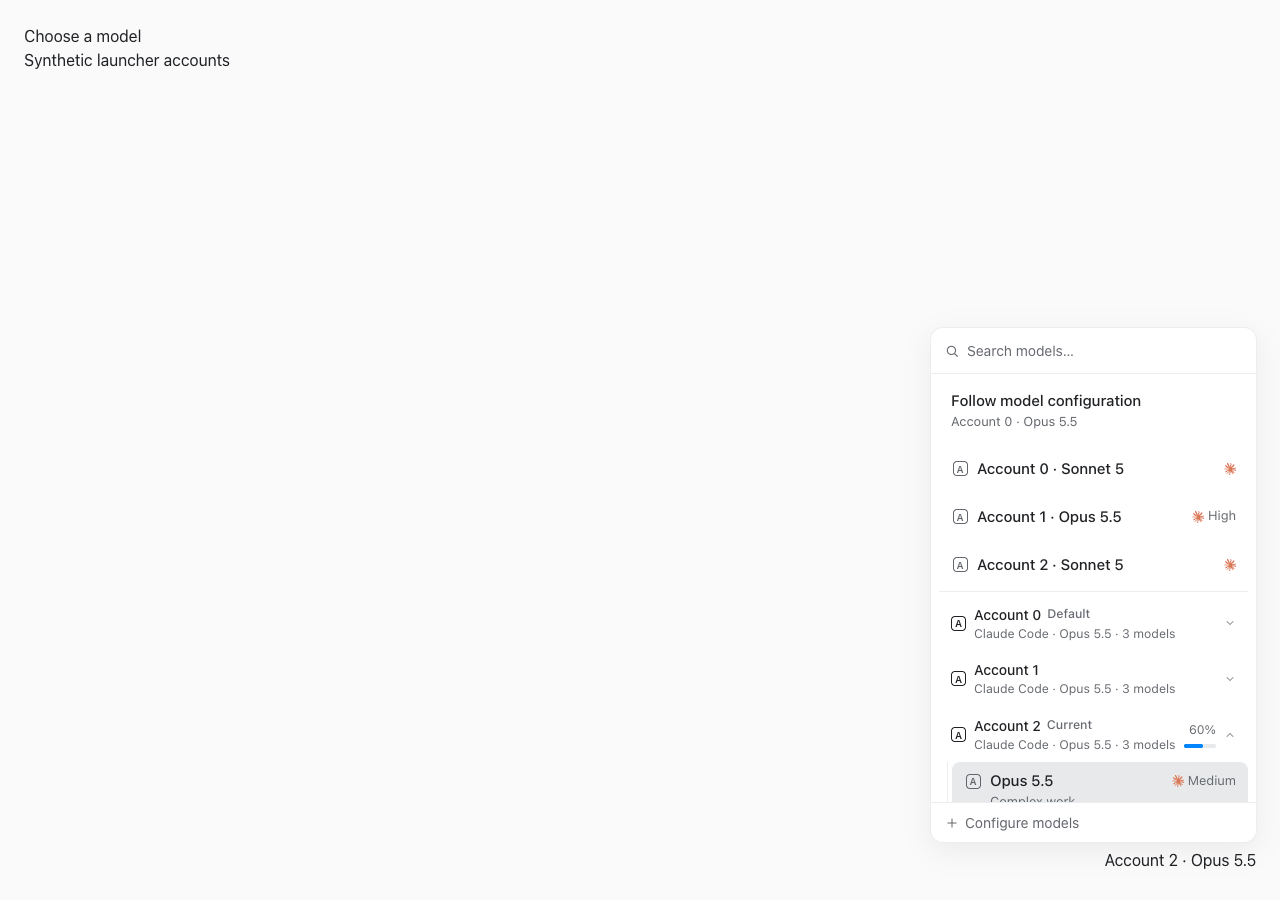 Choose a model
Synthetic launcher accounts
Search models...
Follow model configuration
Account 0 · Opus 5.5
A Account 0 · Sonnet 5
A Account 1 · Opus 5.5 High
A Account 2 · Sonnet 5
A Account 0 Default
Claude Code · Opus 5.5 · 3 models
A Account 1
Claude Code · Opus 5.5 · 3 models
A Account 2 Current 60%
Claude Code · Opus 5.5 · 3 models
A Opus 5.5 Medium
Complex work
+ Configure models
Account 2 · Opus 5.5